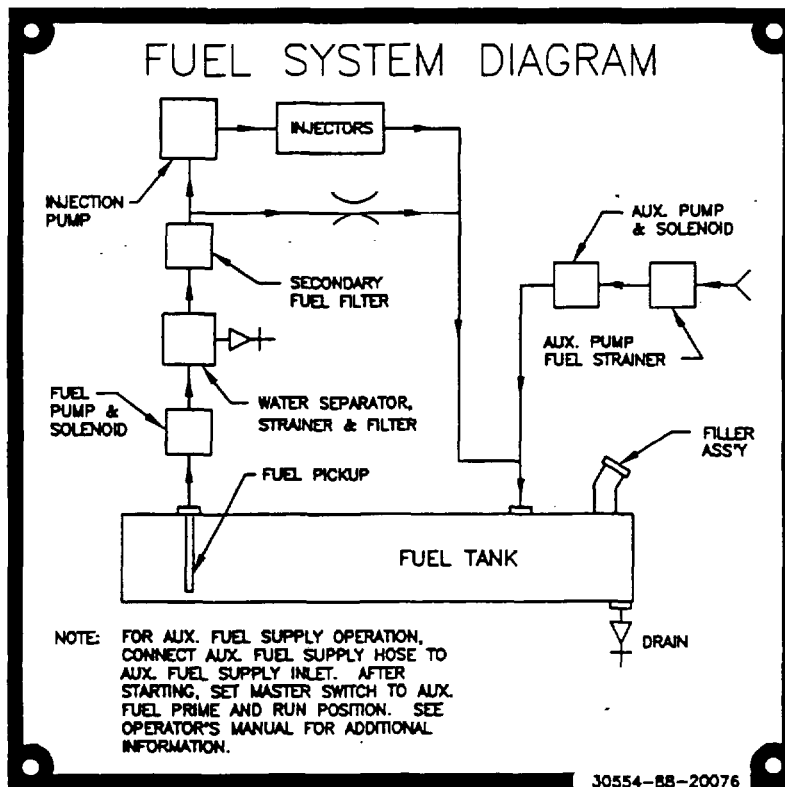 FUEL SYSTEM DIAGRAM
INJECTORS
INJECTION
PUMP
AUX. PUMP
& SOLENOID
SECONDARY
FUEL FILTER
AUX. PUMP
FUEL STRAINER
FUEL
PUMP &
SOLENOID
WATER SEPARATOR,
STRAINER & FILTER
FILLER
ASS'Y
FUEL PICKUP
FUEL TANK
DRAIN
NOTE: FOR AUX. FUEL SUPPLY OPERATION,
CONNECT AUX. FUEL SUPPLY HOSE TO
AUX. FUEL SUPPLY INLET. AFTER
STARTING, SET MASTER SWITCH TO AUX.
FUEL PRIME AND RUN POSITION. SEE
OPERATOR'S MANUAL FOR ADDITIONAL
INFORMATION.
30554-88-20076